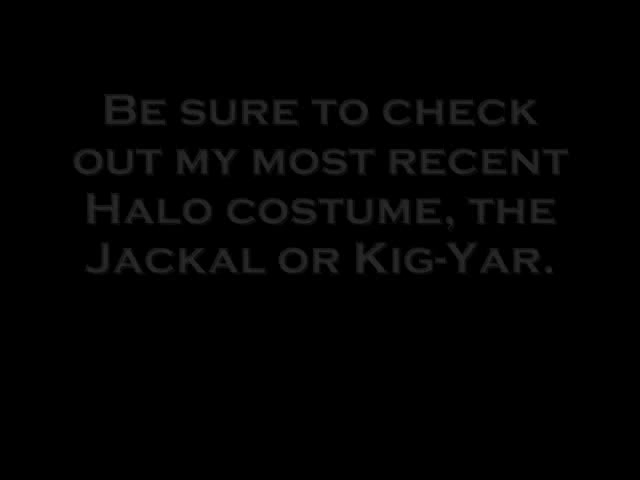 Be sure to check
out my most recent
Halo costume, the
Jackal or Kig-Yar.